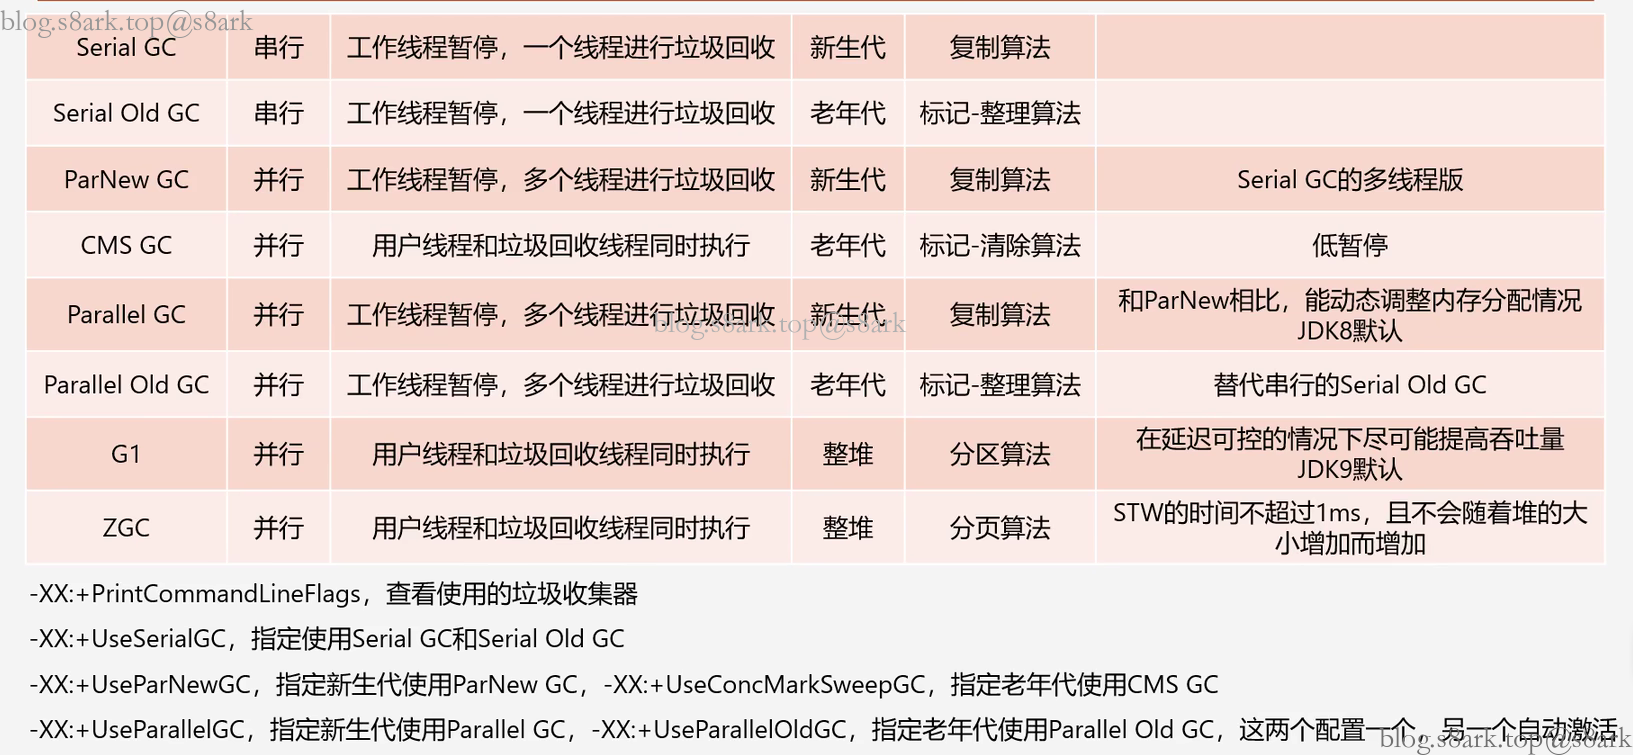 blog.s8ark.top@s8ark
Serial GC 串行 工作线程暂停，一个线程进行垃圾回收 新生代 复制算法
Serial Old GC 串行 工作线程暂停，一个线程进行垃圾回收 老年代 标记-整理算法
ParNew GC 并行 工作线程暂停，多个线程进行垃圾回收 新生代 复制算法 Serial GC的多线程版
CMS GC 并行 用户线程和垃圾回收线程同时执行 老年代 标记-清除算法 低暂停
Parallel GC 并行 工作线程暂停，多个线程进行垃圾回收 新生代 复制算法 和ParNew相比，能动态调整内存分配情况
JDK8默认
blog.s8ark.top@s8ark
Parallel Old GC 并行 工作线程暂停，多个线程进行垃圾回收 老年代 标记-整理算法 替代串行的Serial Old GC
G1 并行 用户线程和垃圾回收线程同时执行 整堆 分区算法 在延迟可控的情况下尽可能提高吞吐量
JDK9默认
ZGC 并行 用户线程和垃圾回收线程同时执行 整堆 分页算法 STW的时间不超过1ms，且不会随着堆的大
小增加而增加
-XX:+PrintCommandLineFlags，查看使用的垃圾收集器
-XX:+UseSerialGC，指定使用Serial GC和Serial Old GC
-XX:+UseParNewGC，指定新生代使用ParNew GC，-XX:+UseConcMarkSweepGC，指定老年代使用CMS GC
-XX:+UseParallelGC，指定新生代使用Parallel GC，-XX:+UseParallelOldGC，指定老年代使用Parallel Old GC，这两个配置一个，另一个自动激活
blog.s8ark.top@s8ark